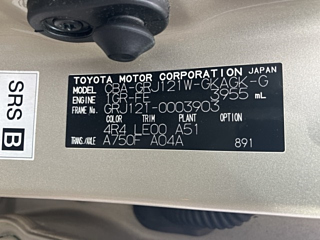 TOYOTA MOTOR CORPORATION JAPAN
MODEL CBA-GRJ121W-GKAGK-G
ENGINE 1GR-FE 3955 mL
FRAME No. GRJ121-0003903
COLOR TRIM PLANT OPTION
4R4 LE00 A51
TRANS./AXLE A750F A04A
891
SRS B